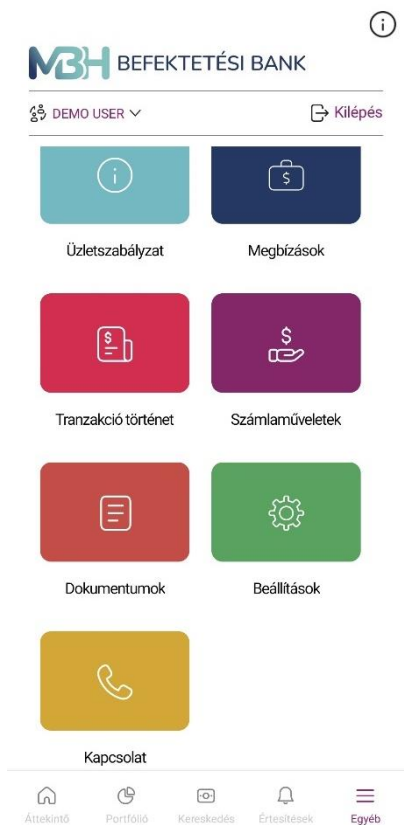 MBH BEFEKTETÉSI BANK
DEMO USER Kilépés
Üzletszabályzat Megbízások
Tranzakció történet Számlaműveletek
Dokumentumok Beállítások
Kapcsolat
Áttekintő Portfólió Kereskedés Értesítések Egyéb